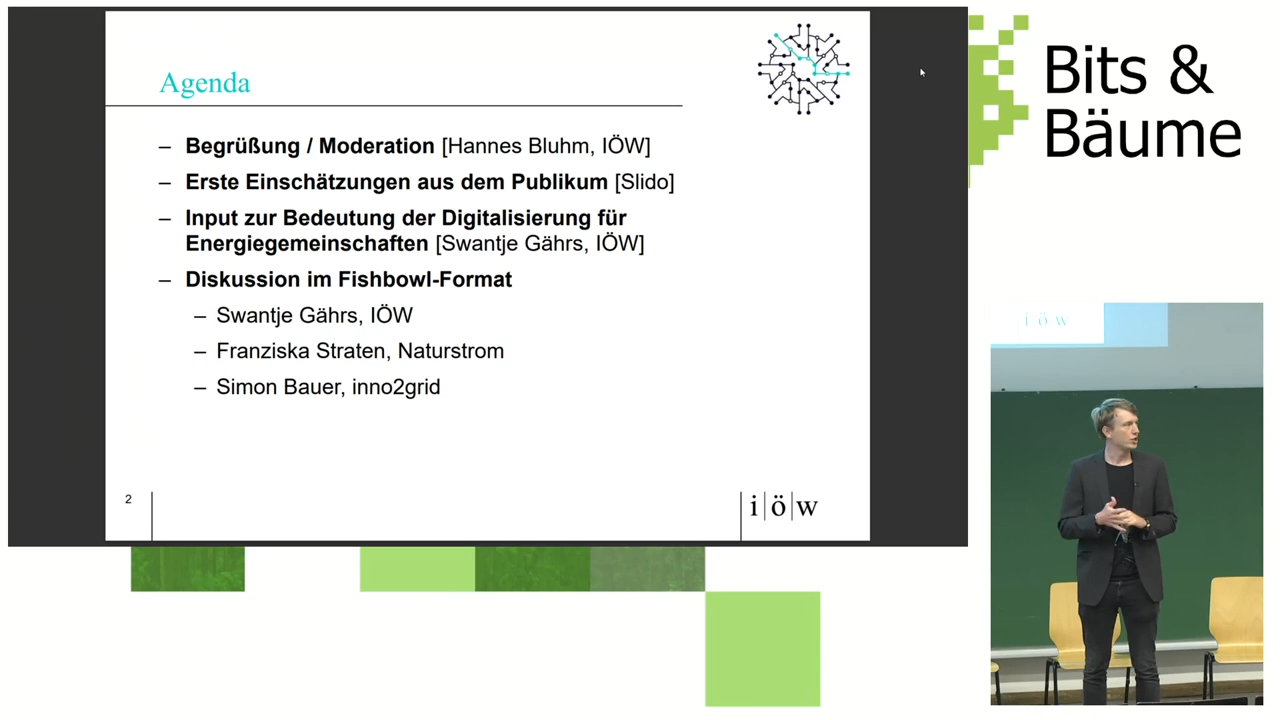 Agenda
– Begrüßung / Moderation [Hannes Bluhm, IÖW]
– Erste Einschätzungen aus dem Publikum [Slido]
– Input zur Bedeutung der Digitalisierung für
Energiegemeinschaften [Swantje Gährs, IÖW]
– Diskussion im Fishbowl-Format
– Swantje Gährs, IÖW
– Franziska Straten, Naturstrom
– Simon Bauer, inno2grid
2
i|ö|w
Bits &
Bäume
i ö w